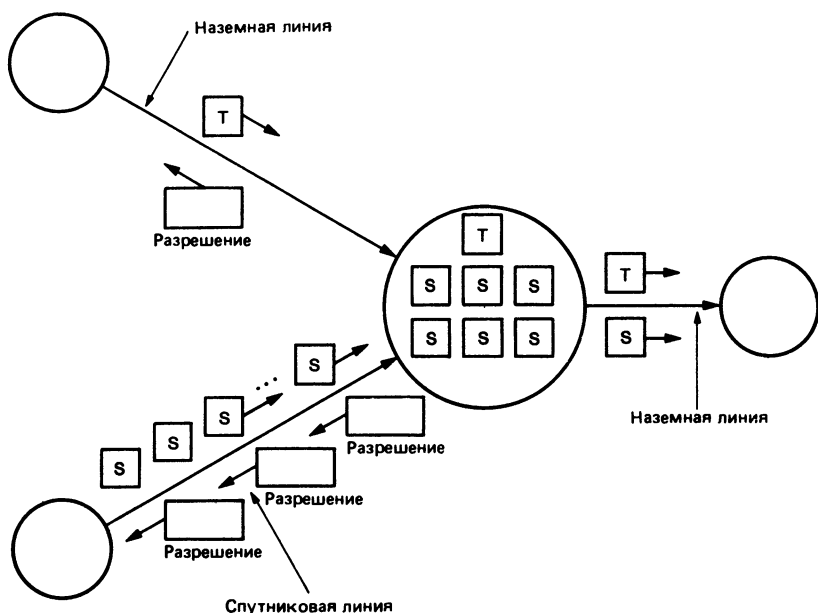 Наземная линия
T
Разрешение
T
S S S
S S S
T
S
Наземная линия
S
...
S
S
S
Разрешение
Разрешение
Разрешение
Спутниковая линия